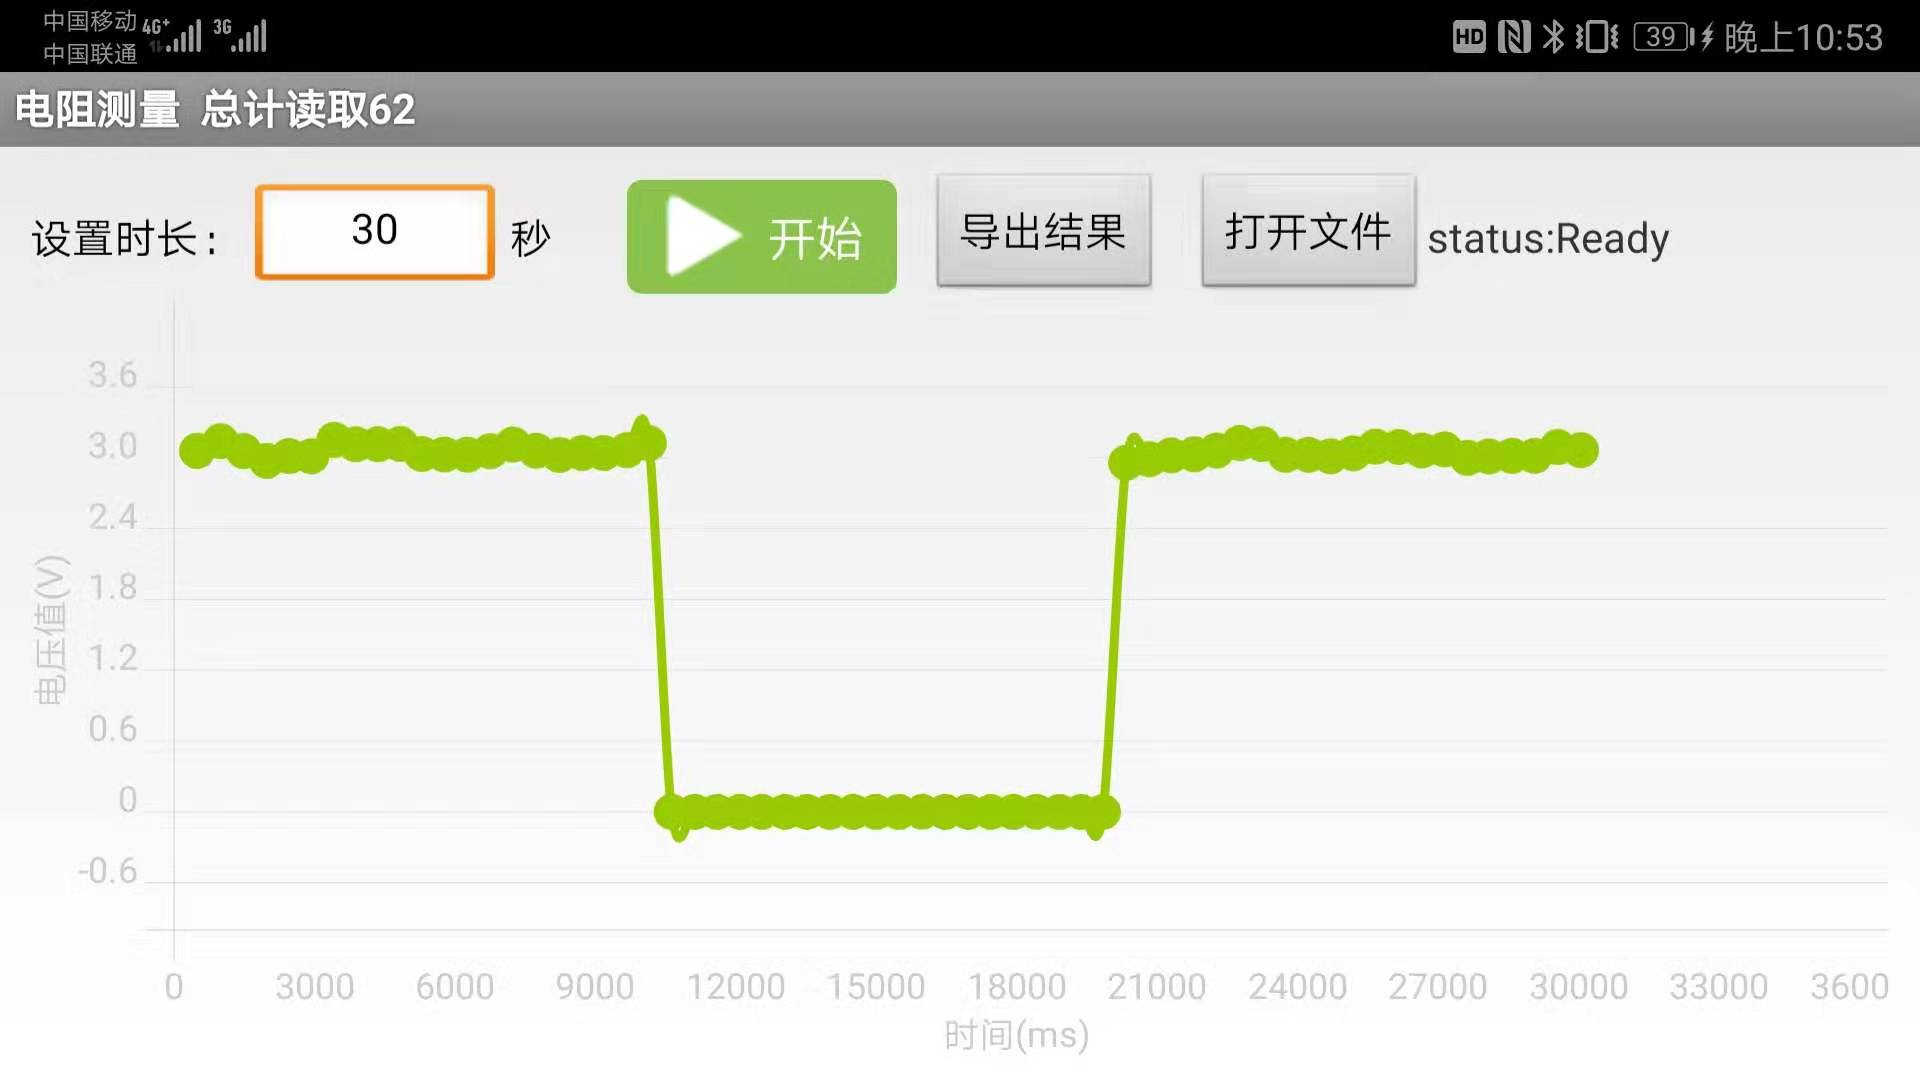 中国移动 4G+ 3G
中国联通
HD N 39 晚上10:53
电阻测量 总计读取62
设置时长: 30 秒 开始 导出结果 打开文件 status:Ready
3.6
3.0
2.4
1.8
1.2
0.6
0
-0.6
电压值(V)
0 3000 6000 9000 12000 15000 18000 21000 24000 27000 30000 33000 3600
时间(ms)